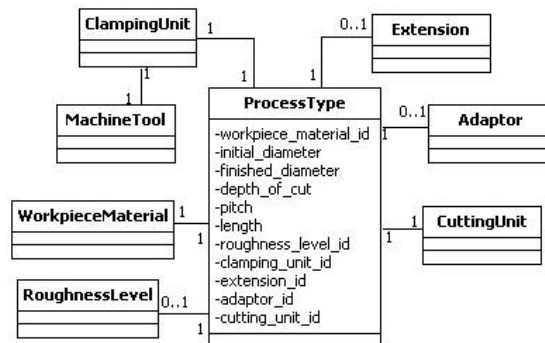 ClampingUnit
1
1
0..1
Extension
1
1
1
MachineTool
ProcessType
-workpiece_material_id
-initial_diameter
-finished_diameter
-depth_of_cut
-pitch
-length
-roughness_level_id
-clamping_unit_id
-extension_id
-adaptor_id
-cutting_unit_id
0..1
1
Adaptor
WorkpieceMaterial
1
1
1
1
CuttingUnit
RoughnessLevel
0..1
1